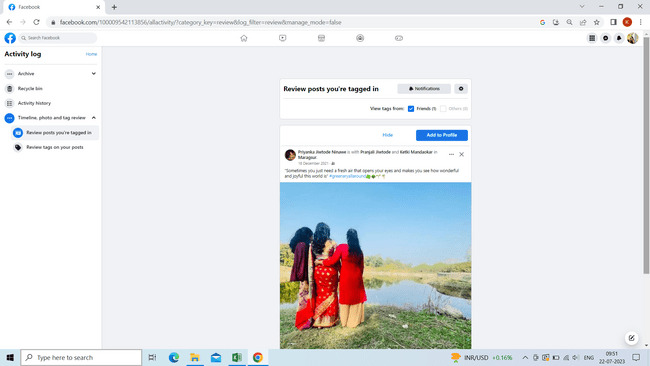 Facebook
facebook.com/100009542113856/allactivity/?category_key=review&log_filter=review&manage_mode=false
Search Facebook
Activity log
Home
Archive
Recycle bin
Activity history
Timeline, photo and tag review
Review posts you're tagged in
Review tags on your posts
Review posts you're tagged in
Notifications
View tags from:
Friends (1)
Others (0)
Hide
Add to Profile
Priyanka Jiwtode Ninawe is with Pranjali Jiwtode and Ketki Mandaokar in
Maragsur.
18 December 2021
"Sometimes you just need a fresh air that opens your eyes and makes you see how wonderful
and joyful this world is"
Type here to search
INR/USD +0.16%
ENG
09:51
22-07-2023